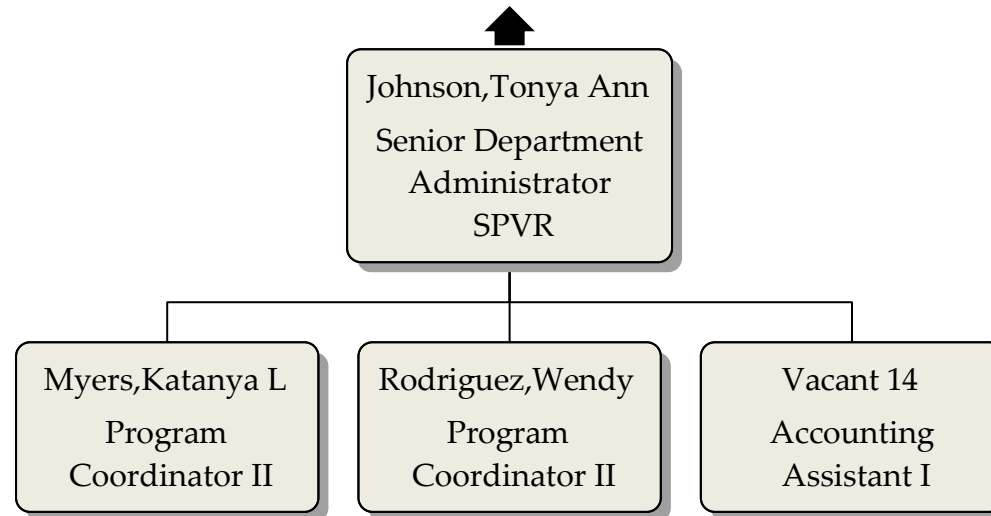 Johnson,Tonya Ann
Senior Department
Administrator
SPVR
Myers,Katanya L
Program
Coordinator II
Rodriguez,Wendy
Program
Coordinator II
Vacant 14
Accounting
Assistant I